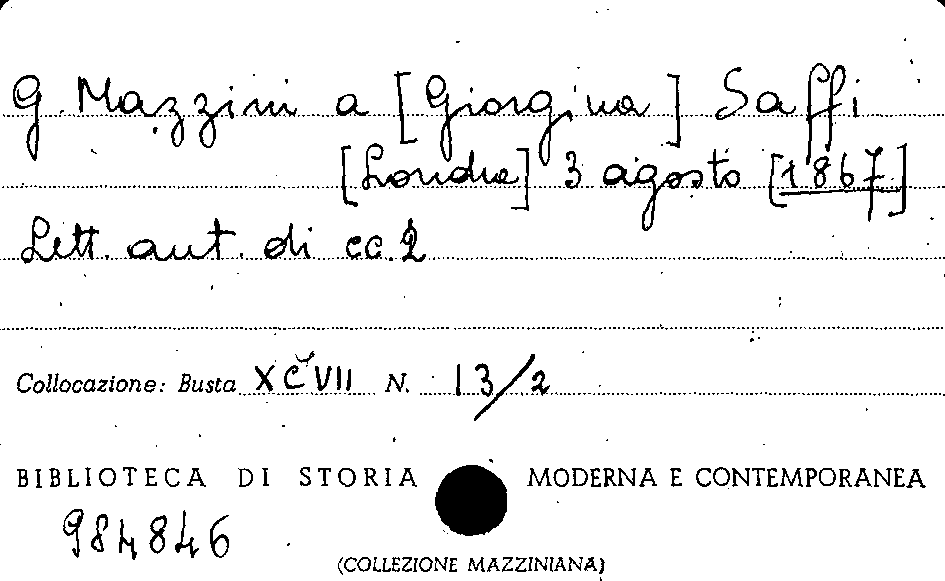 G. Mazzini a [Giorgina] Saffi
[Londra] 3 agosto [1867]
Lett. aut. di cc. 2
Collocazione: Busta XCVII N. 13/2
BIBLIOTECA DI STORIA MODERNA E CONTEMPORANEA
984846
(COLLEZIONE MAZZINIANA)